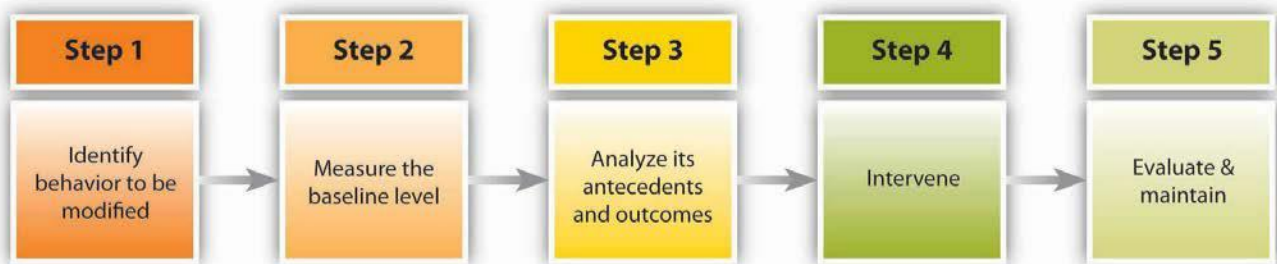 Step 1
Identify
behavior to be
modified
Step 2
Measure the
baseline level
Step 3
Analyze its
antecedents
and outcomes
Step 4
Intervene
Step 5
Evaluate &
maintain